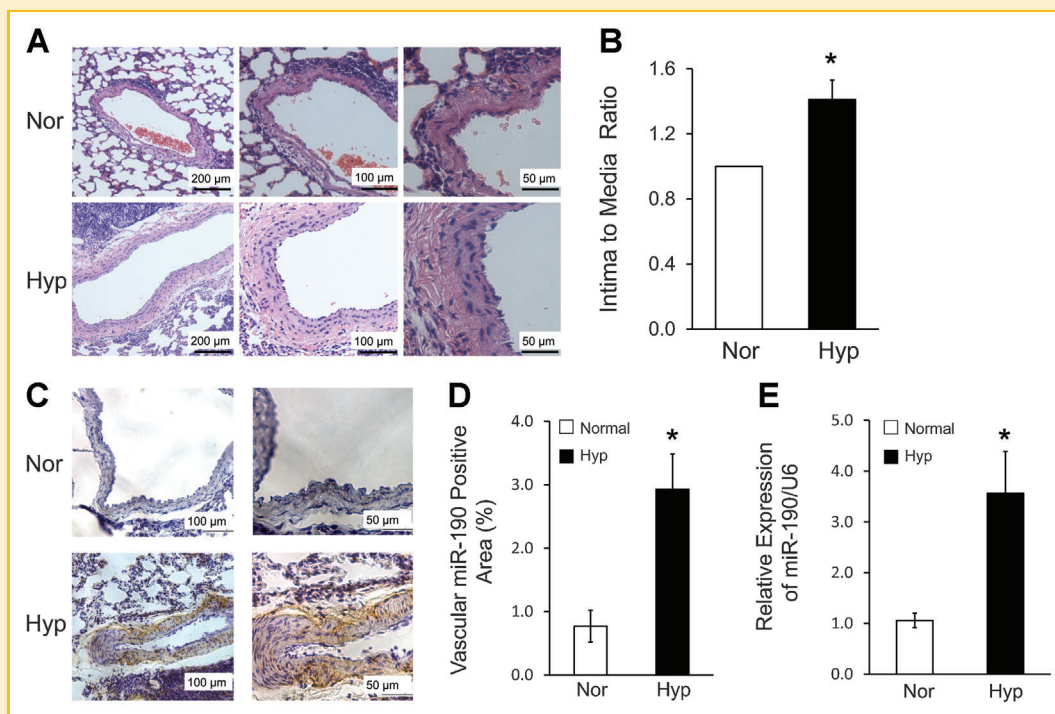 A
Nor
200 µm
100 µm
50 µm
Hyp
200 µm
100 µm
50 µm
B
Intima to Media Ratio
1.6
1.2
0.8
0.4
0.0
*
Nor
Hyp
C
Nor
100 µm
50 µm
Hyp
100 µm
50 µm
D
Vascular miR-190 Positive
Area (%)
4.0
3.0
2.0
1.0
0.0
Normal
Hyp
*
Nor
Hyp
E
Relative Expression
of miR-190/U6
5.0
4.0
3.0
2.0
1.0
0.0
Normal
Hyp
*
Nor
Hyp